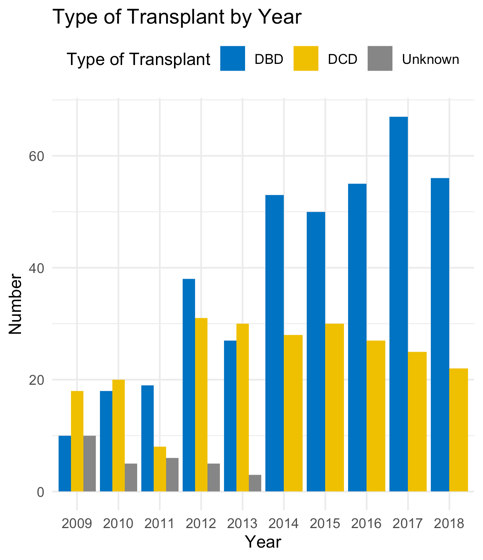 Type of Transplant by Year
Type of Transplant DBD DCD Unknown
60
40
20
0
Number
2009 2010 2011 2012 2013 2014 2015 2016 2017 2018
Year